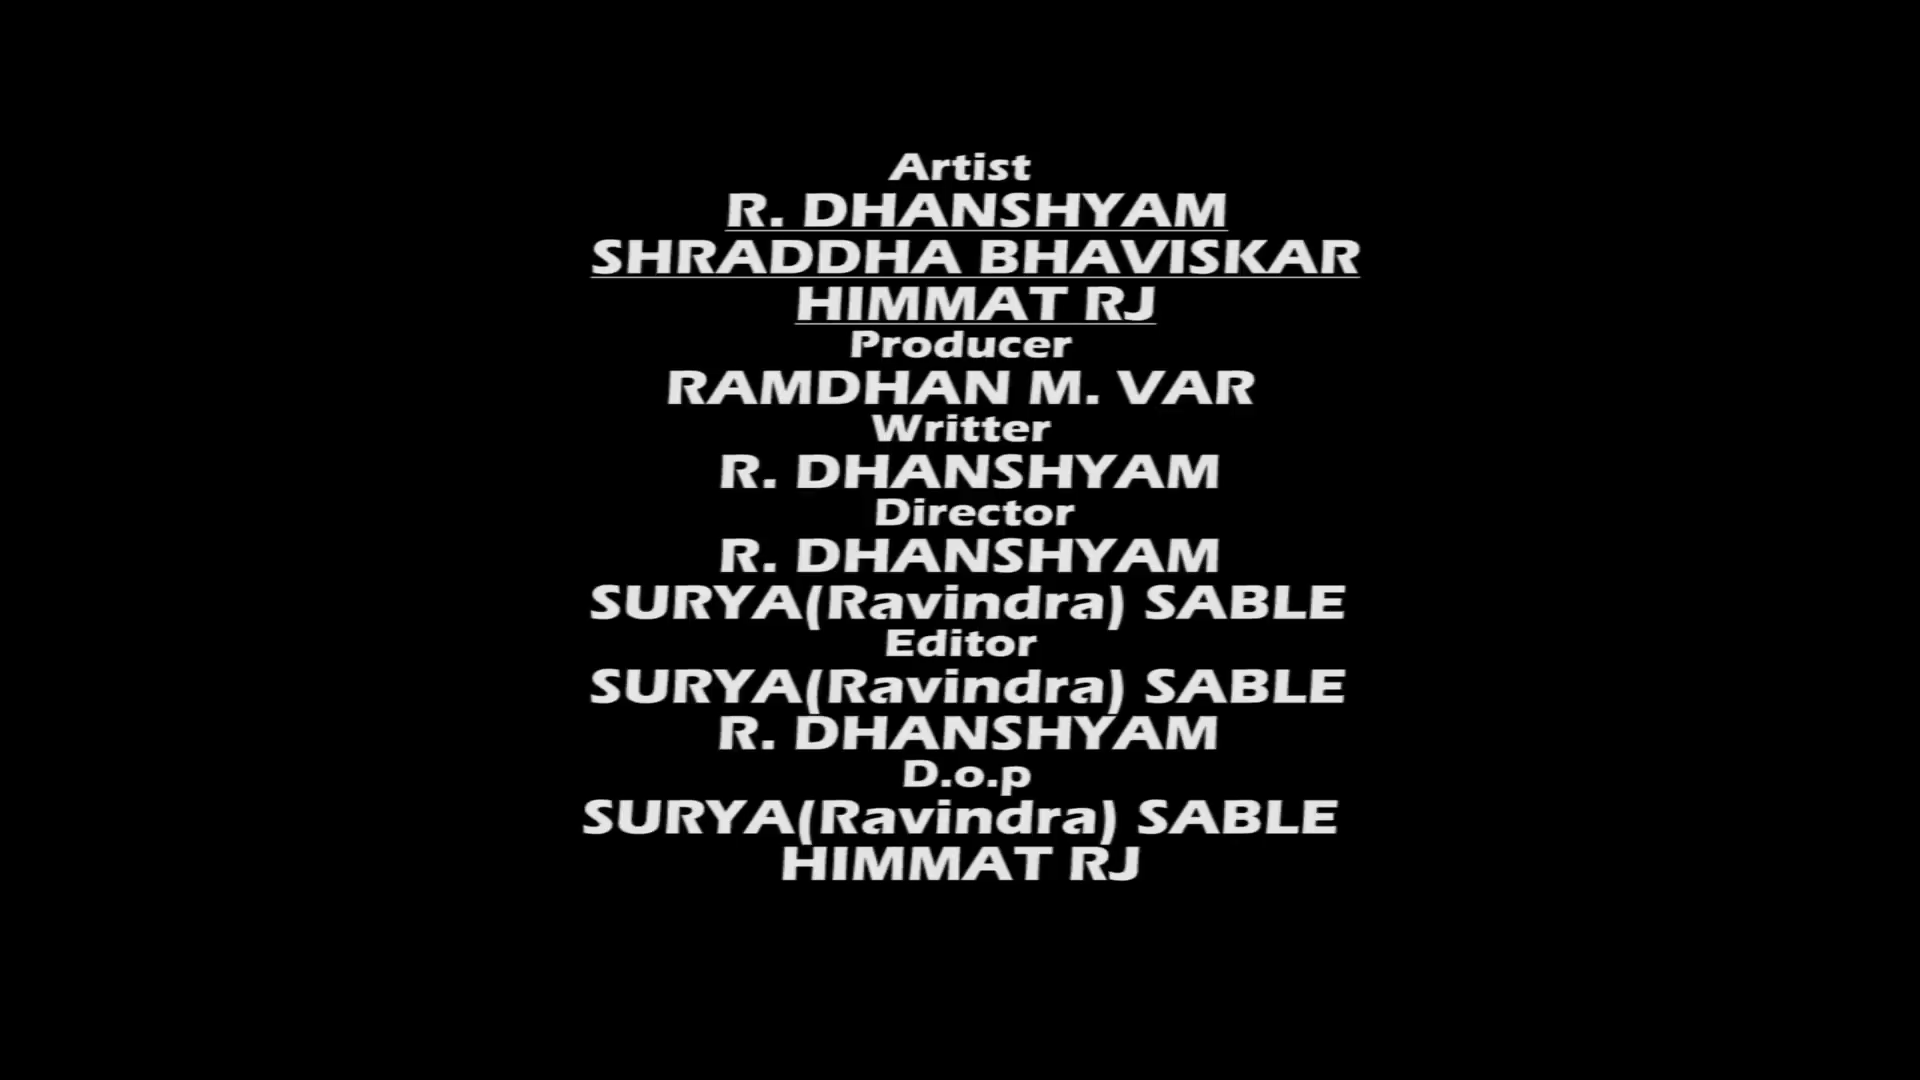 Artist
R. DHANSHYAM
SHRADDHA BHAVISKAR
HIMMAT RJ
Producer
RAMDHAN M. VAR
Writter
R. DHANSHYAM
Director
R. DHANSHYAM
SURYA(Ravindra) SABLE
Editor
SURYA(Ravindra) SABLE
R. DHANSHYAM
D.o.p
SURYA(Ravindra) SABLE
HIMMAT RJ